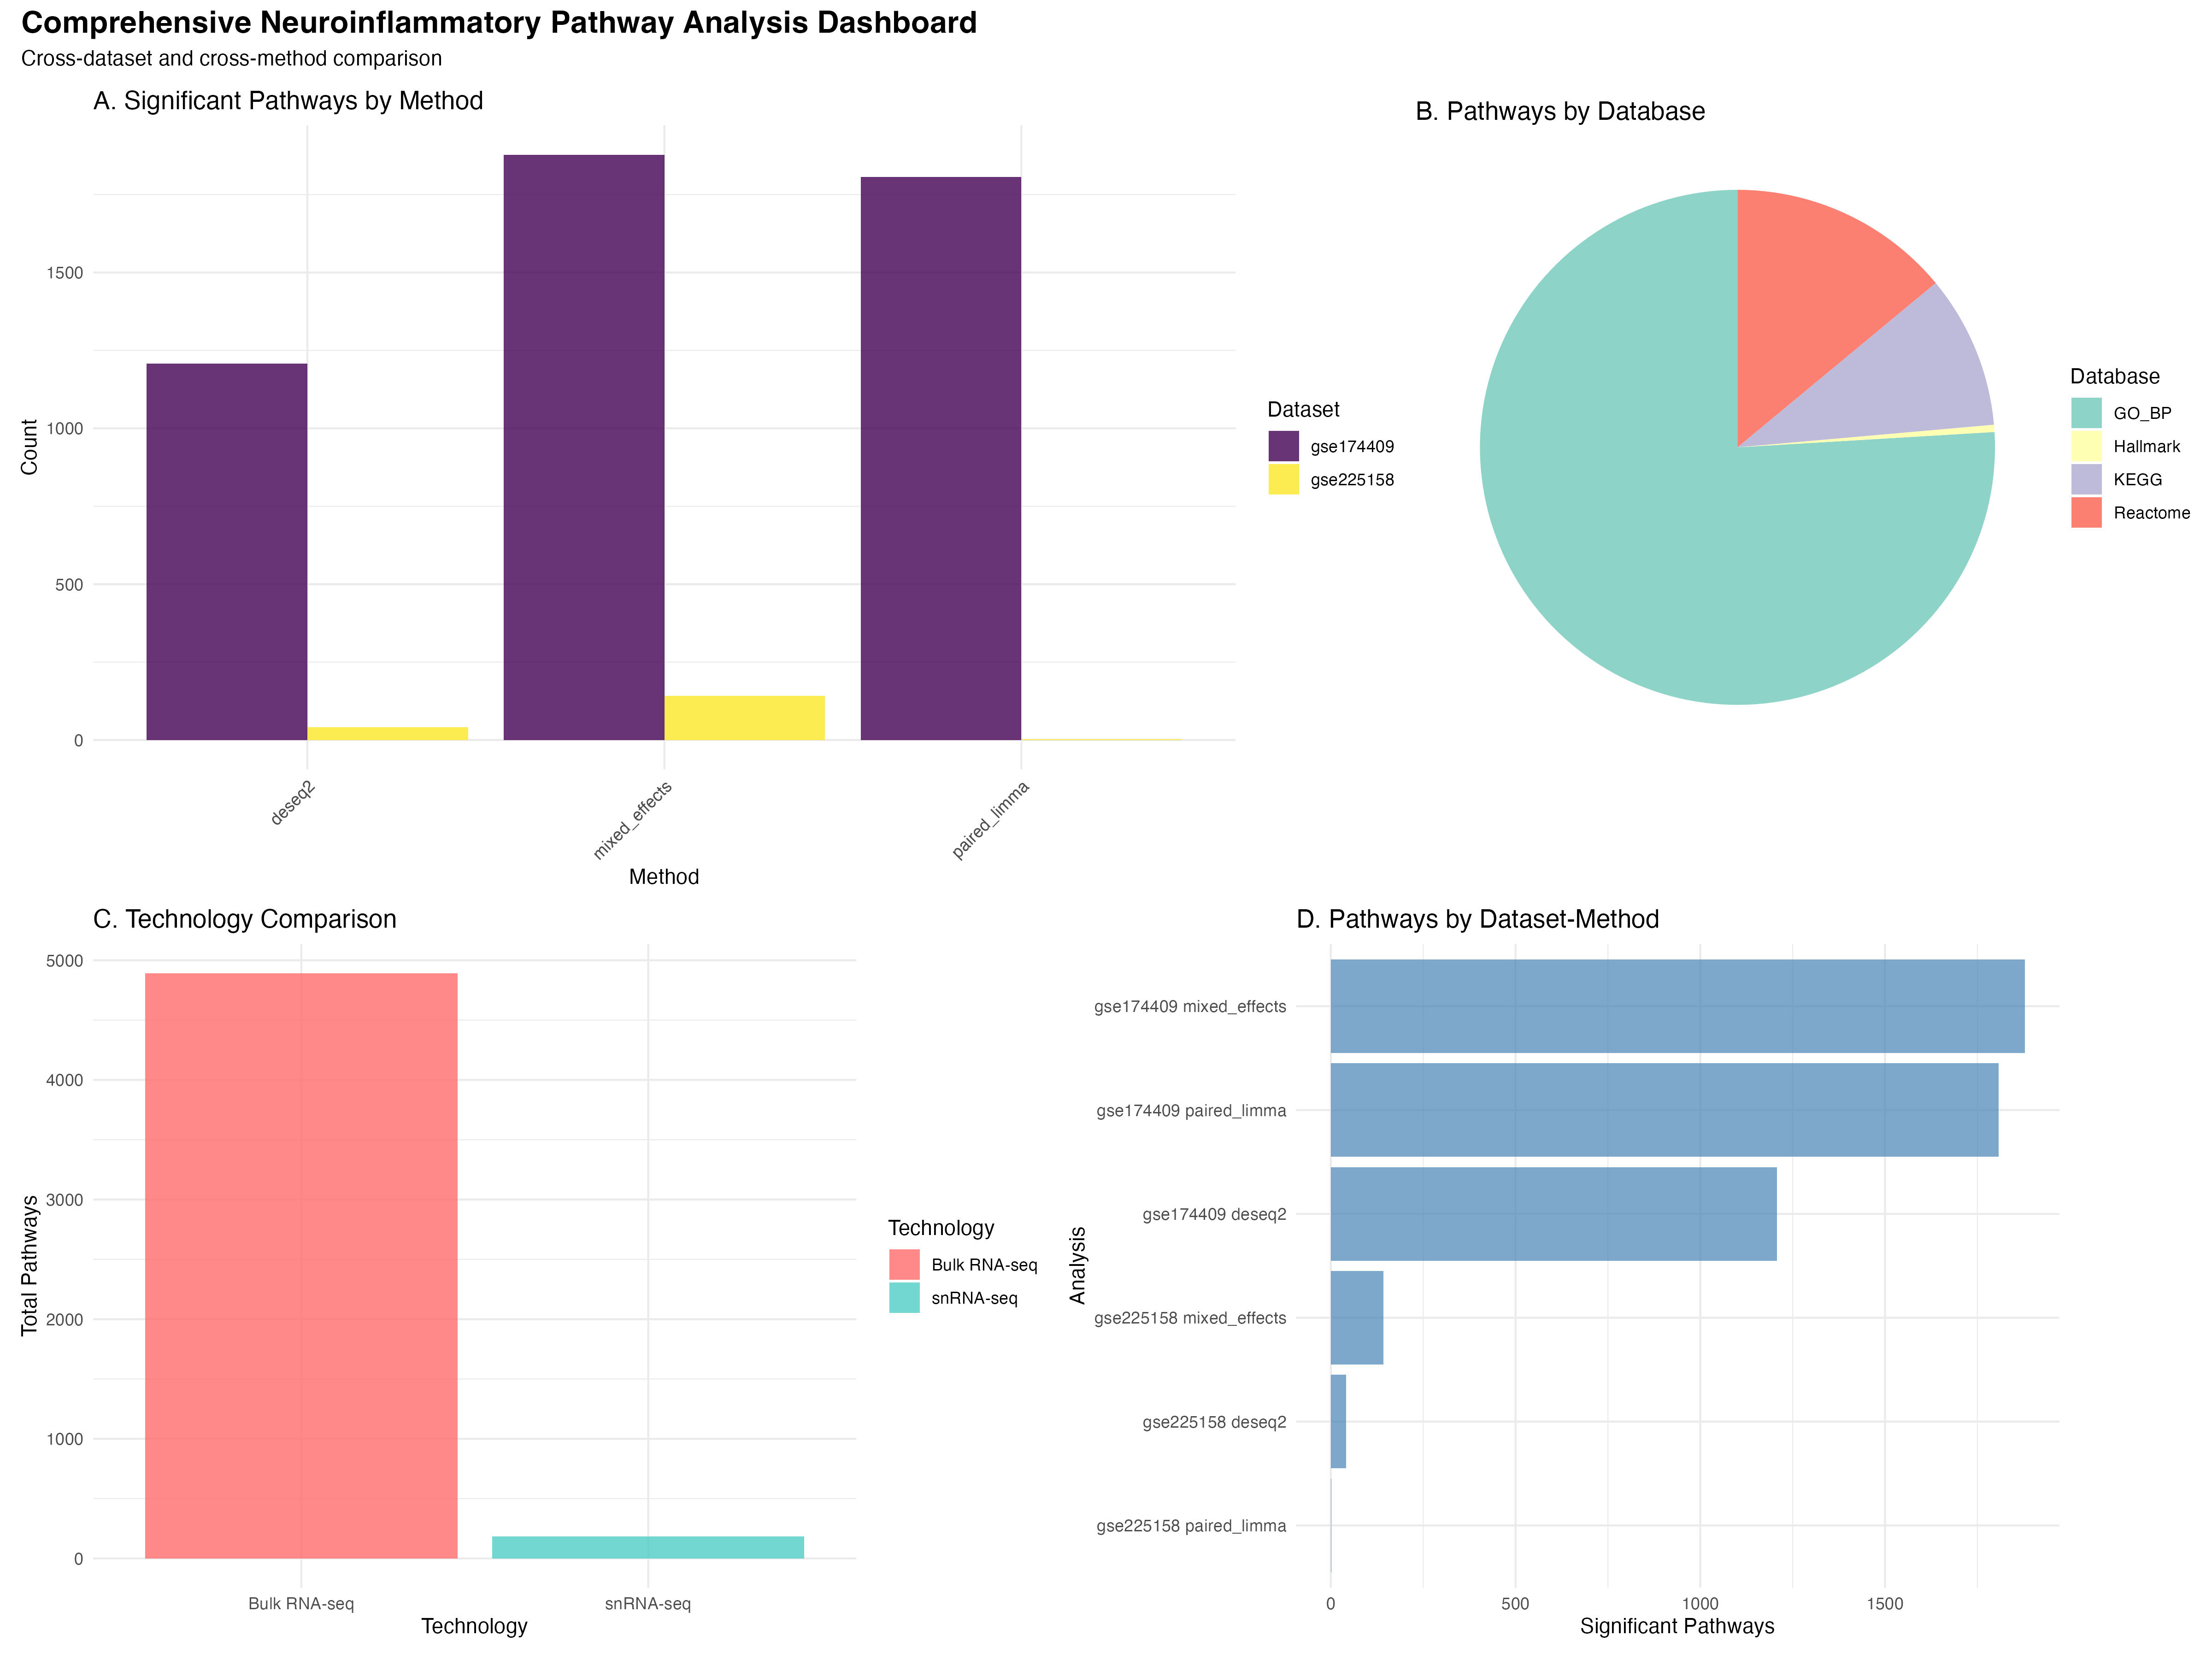 Comprehensive Neuroinflammatory Pathway Analysis Dashboard
Cross-dataset and cross-method comparison
A. Significant Pathways by Method
Count
1500
1000
500
0
deseq2
mixed_effects
paired_limma
Method
Dataset
gse174409
gse225158
B. Pathways by Database
Database
GO_BP
Hallmark
KEGG
Reactome
C. Technology Comparison
Total Pathways
5000
4000
3000
2000
1000
0
Bulk RNA-seq
snRNA-seq
Technology
Technology
Bulk RNA-seq
snRNA-seq
D. Pathways by Dataset-Method
Analysis
gse174409 mixed_effects
gse174409 paired_limma
gse174409 deseq2
gse225158 mixed_effects
gse225158 deseq2
gse225158 paired_limma
0
500
1000
1500
Significant Pathways